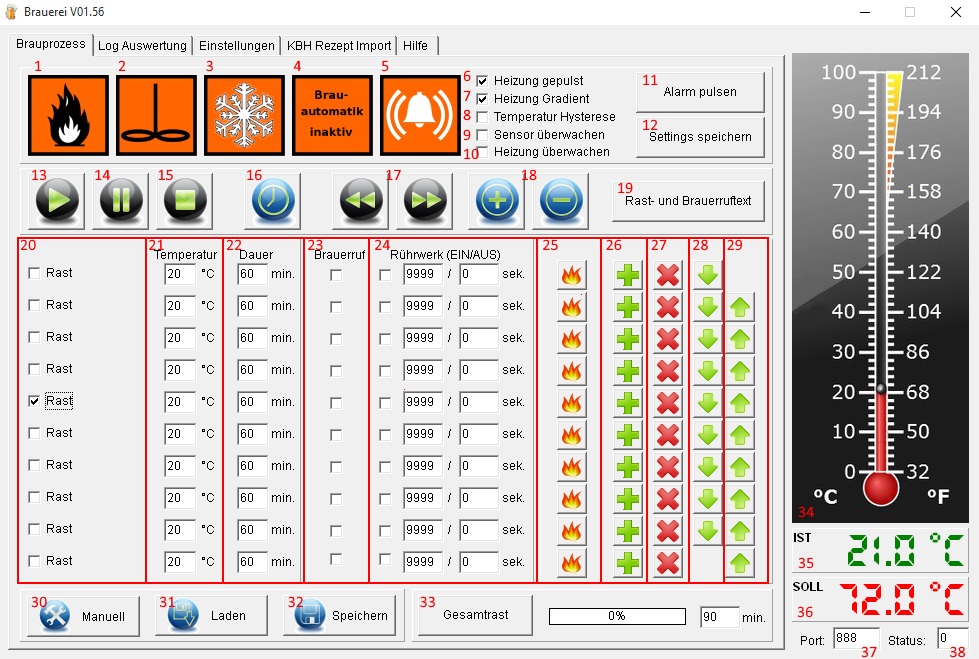 Brauerei V01.56
Brauprozess Log Auswertung Einstellungen KBH Rezept Import Hilfe
1 2 3 4 5
Brau-
automatik
inaktiv
6 Heizung gepulst
7 Heizung Gradient
8 Temperatur Hysterese
9 Sensor überwachen
10 Heizung überwachen
11 Alarm pulsen
12 Settings speichern
13 14 15 16 17 18
19 Rast- und Brauerruftext
20 21 22 23 24 25 26 27 28 29
Temperatur Dauer Brauerruf Rührwerk (EIN/AUS)
Rast 20 °C 60 min. 9999 / 0 sek.
Rast 20 °C 60 min. 9999 / 0 sek.
Rast 20 °C 60 min. 9999 / 0 sek.
Rast 20 °C 60 min. 9999 / 0 sek.
Rast 20 °C 60 min. 9999 / 0 sek.
Rast 20 °C 60 min. 9999 / 0 sek.
Rast 20 °C 60 min. 9999 / 0 sek.
Rast 20 °C 60 min. 9999 / 0 sek.
Rast 20 °C 60 min. 9999 / 0 sek.
Rast 20 °C 60 min. 9999 / 0 sek.
30 Manuell 31 Laden 32 Speichern 33 Gesamtrast 0% 90 min.
100 212
90 194
80 176
70 158
60 140
50 122
40 104
30 86
20 68
10 50
0 32
°C °F
34
IST
35 21.0 °C
SOLL
36 72.0 °C
Port: 888 Status: 0
37 38